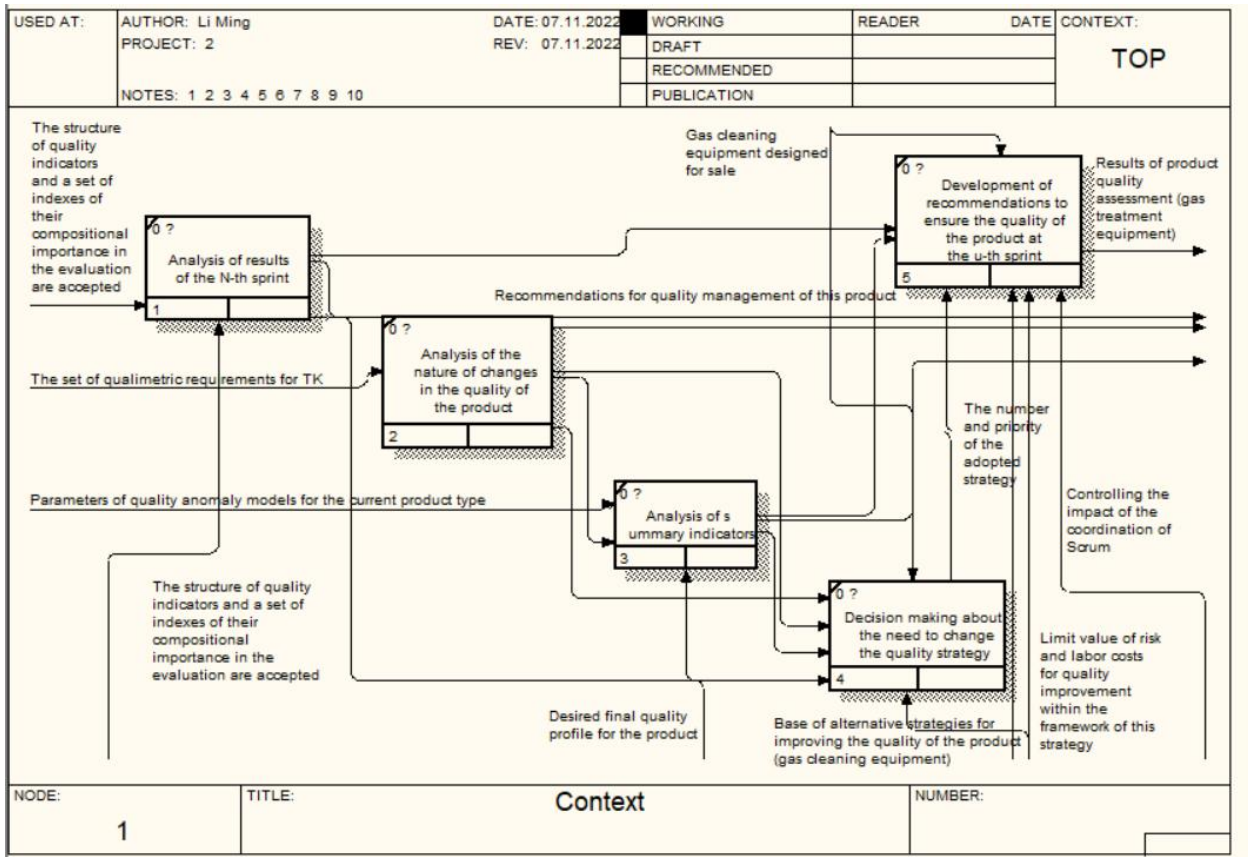 USED AT:
AUTHOR: Li Ming
DATE: 07.11.2022
PROJECT: 2
REV: 07.11.2022
NOTES: 1 2 3 4 5 6 7 8 9 10
WORKING
DRAFT
RECOMMENDED
PUBLICATION
READER
DATE
CONTEXT:
TOP
The structure
of quality
indicators
and a set of
indexes of
their
compositional
importance in
the evaluation
are accepted
0 ?
Analysis of results
of the N-th sprint
1
Gas cleaning
equipment designed
for sale
0 ?
Development of
recommendations to
ensure the quality of
the product at
the u-th sprint
5
Results of product
quality
assessment (gas
treatment
equipment)
Recommendations for quality management of this product
0 ?
Analysis of the
nature of changes
in the quality of
the product
2
The set of qualimetric requirements for TK
The number
and priority
of the
adopted
strategy
Parameters of quality anomaly models for the current product type
0 ?
Analysis of s
ummary indicators
3
Controlling the
impact of the
coordination of
Scrum
The structure of quality
indicators and a set of
indexes of their
compositional
importance in the
evaluation are accepted
0 ?
Decision making about
the need to change
the quality strategy
4
Limit value of risk
and labor costs
for quality
improvement
within the
framework of this
strategy
Desired final quality
profile for the product
Base of alternative strategies for
improving the quality of the product
(gas cleaning equipment)
NODE:
1
TITLE:
Context
NUMBER: